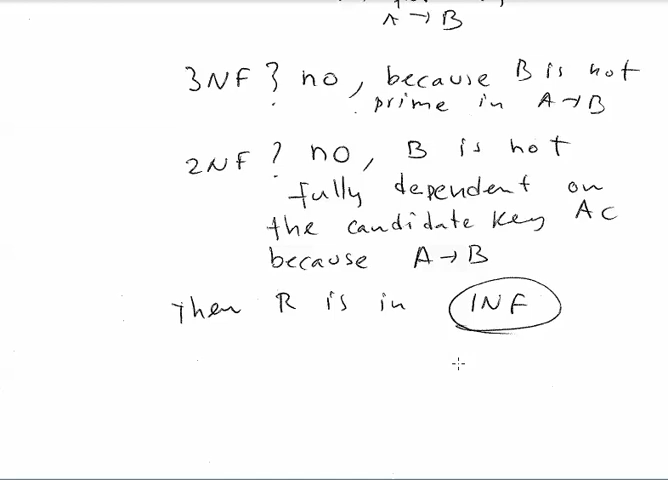 A → B
3NF ? no, because B is not
prime in A → B
2NF ? no, B is not
fully dependent on
the candidate key AC
because A → B
Then R is in 1NF